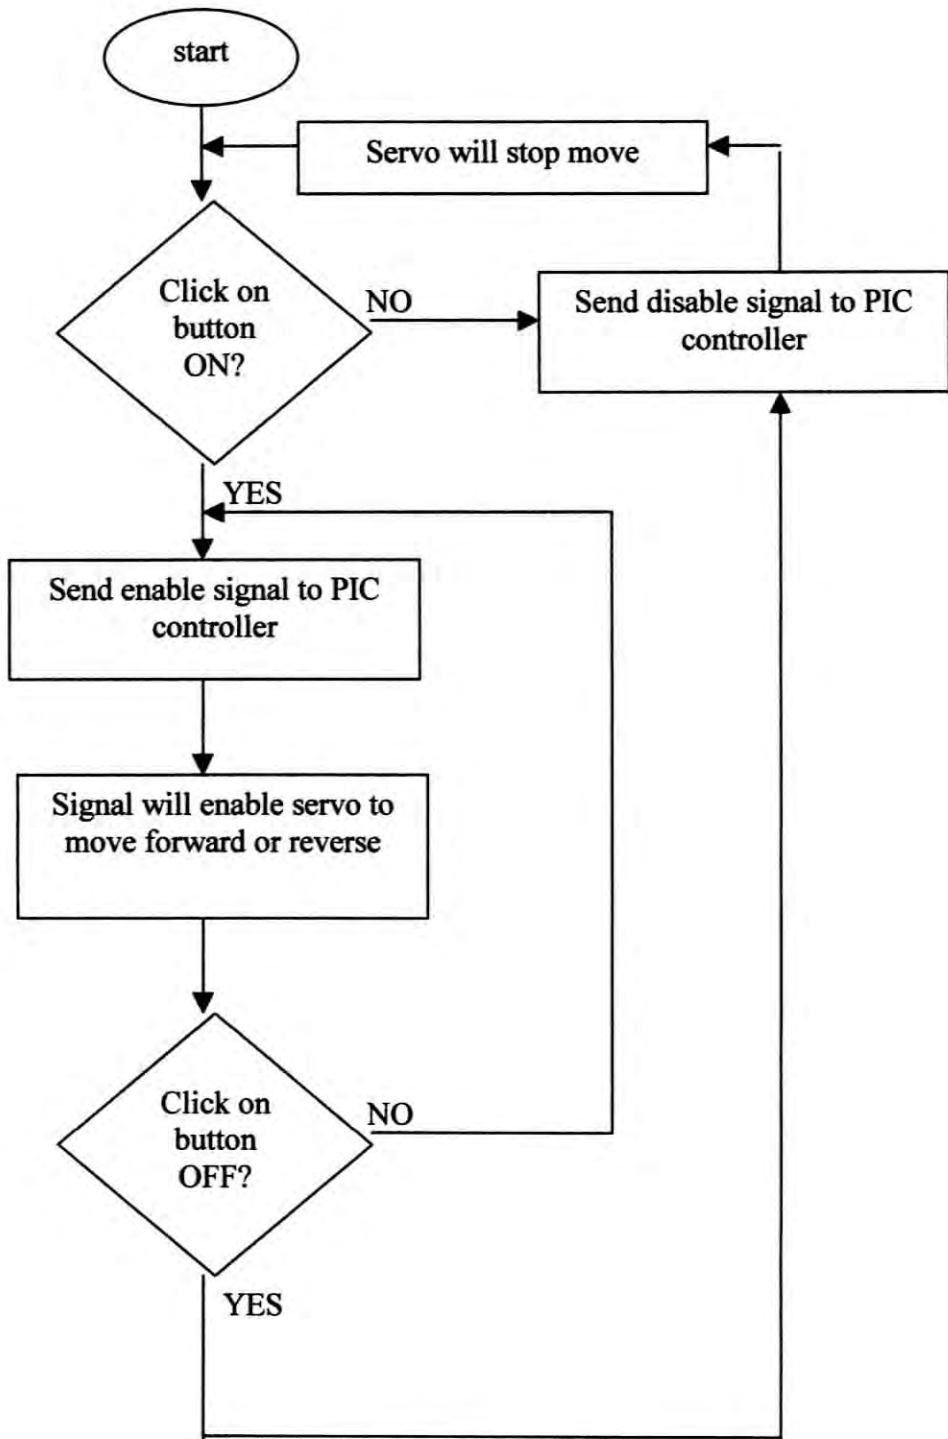 start
Servo will stop move
Click on
button
ON?
NO
Send disable signal to PIC
controller
YES
Send enable signal to PIC
controller
Signal will enable servo to
move forward or reverse
Click on
button
OFF?
NO
YES